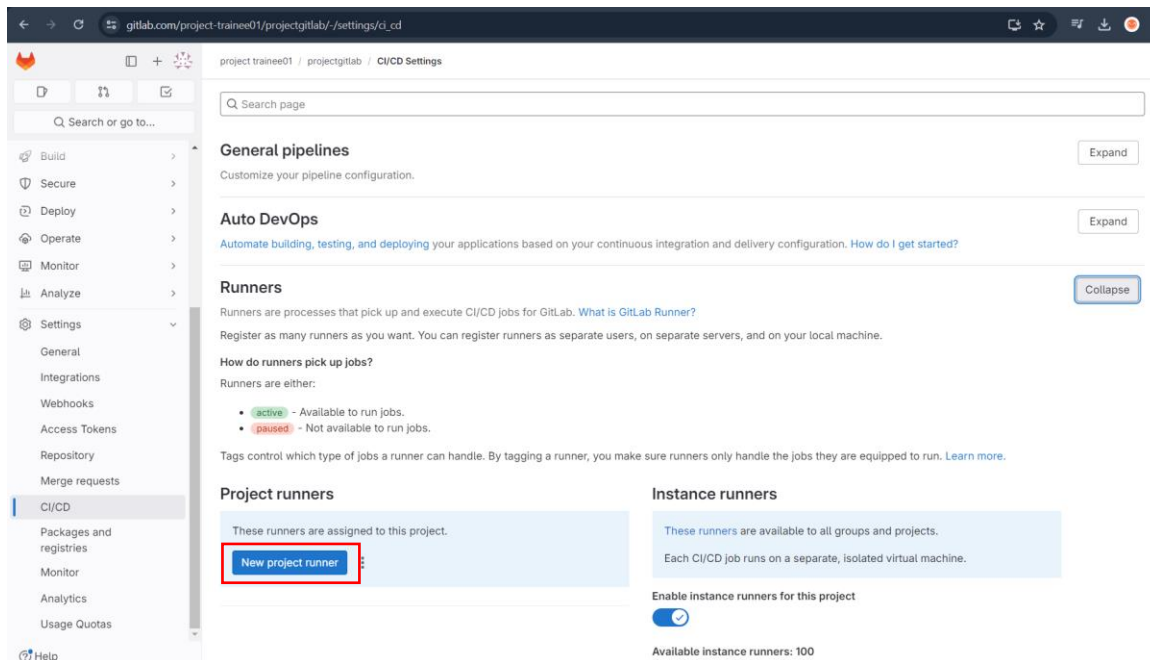 gitlab.com/project-trainee01/projectgitlab/-/settings/ci_cd
project trainee01 / projectgitlab / CI/CD Settings
Search or go to...
Build
Secure
Deploy
Operate
Monitor
Analyze
Settings
General
Integrations
Webhooks
Access Tokens
Repository
Merge requests
CI/CD
Packages and
registries
Monitor
Analytics
Usage Quotas
Help
Search page
General pipelines
Expand
Customize your pipeline configuration.
Auto DevOps
Expand
Automate building, testing, and deploying your applications based on your continuous integration and delivery configuration. How do I get started?
Runners
Collapse
Runners are processes that pick up and execute CI/CD jobs for GitLab. What is GitLab Runner?
Register as many runners as you want. You can register runners as separate users, on separate servers, and on your local machine.
How do runners pick up jobs?
Runners are either:
active - Available to run jobs.
paused - Not available to run jobs.
Tags control which type of jobs a runner can handle. By tagging a runner, you make sure runners only handle the jobs they are equipped to run. Learn more.
Project runners
These runners are assigned to this project.
New project runner
Instance runners
These runners are available to all groups and projects.
Each CI/CD job runs on a separate, isolated virtual machine.
Enable instance runners for this project
Available instance runners: 100